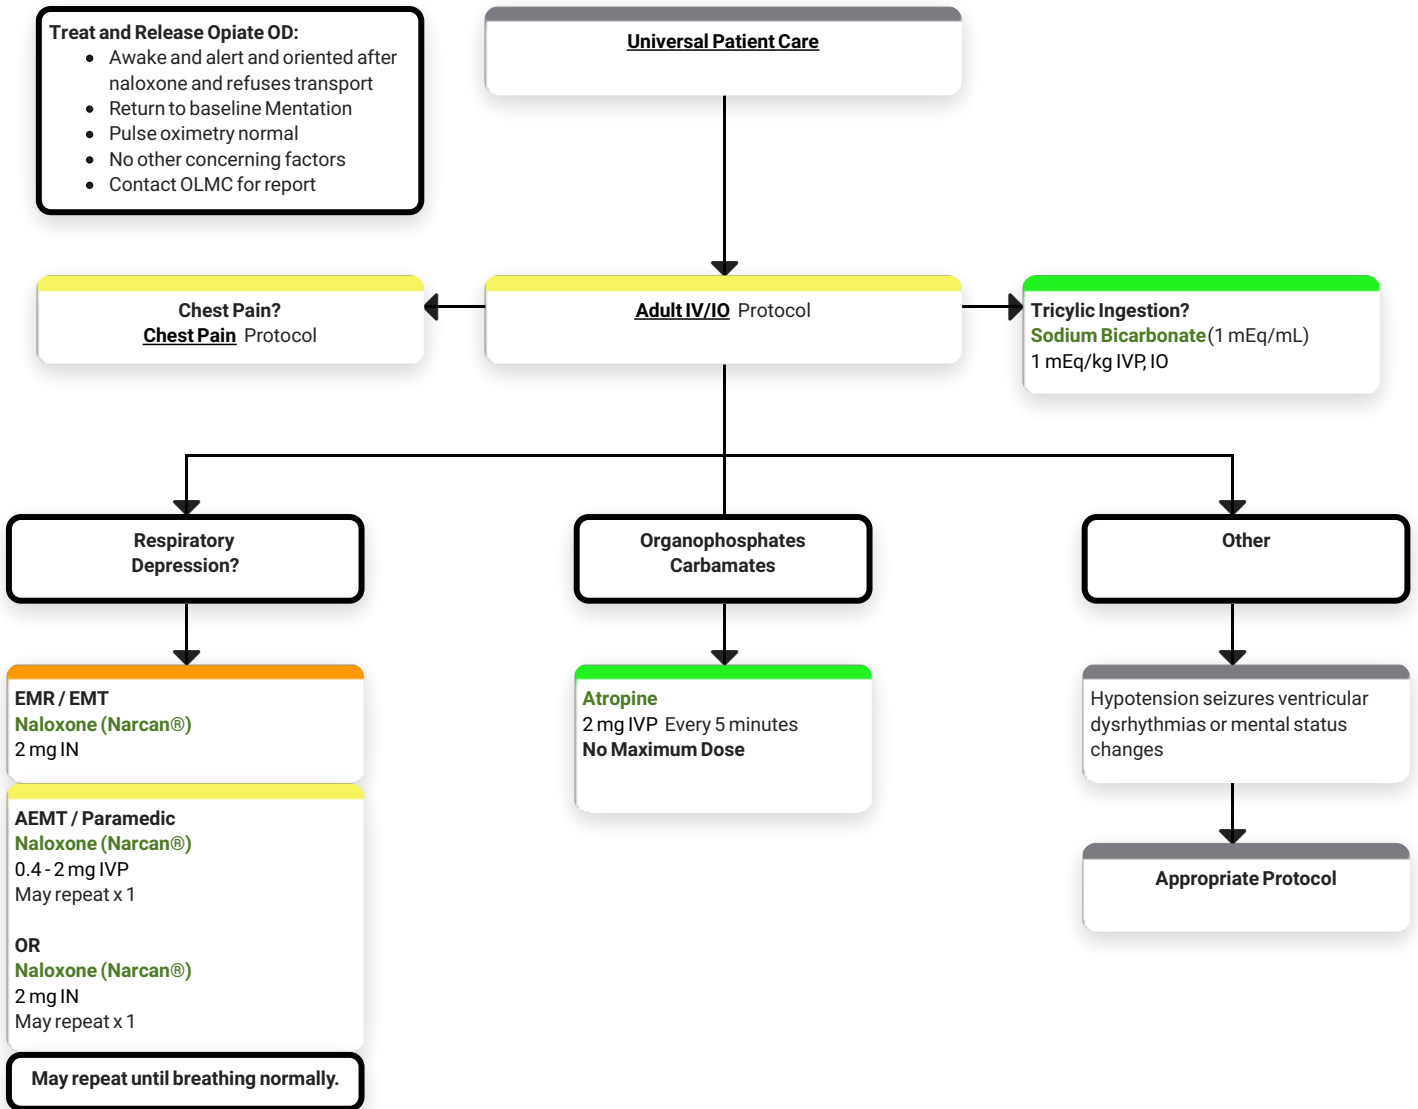 Treat and Release Opiate OD:
• Awake and alert and oriented after
naloxone and refuses transport
• Return to baseline Mentation
• Pulse oximetry normal
• No other concerning factors
• Contact OLMC for report
Universal Patient Care
Chest Pain?
Chest Pain Protocol
Adult IV/IO Protocol
Tricylic Ingestion?
Sodium Bicarbonate (1 mEq/mL)
1 mEq/kg IVP, IO
Respiratory
Depression?
Organophosphates
Carbamates
Other
EMR / EMT
Naloxone (Narcan®)
2 mg IN
AEMT / Paramedic
Naloxone (Narcan®)
0.4 - 2 mg IVP
May repeat x 1
OR
Naloxone (Narcan®)
2 mg IN
May repeat x 1
May repeat until breathing normally.
Atropine
2 mg IVP Every 5 minutes
No Maximum Dose
Hypotension seizures ventricular
dysrhythmias or mental status
changes
Appropriate Protocol